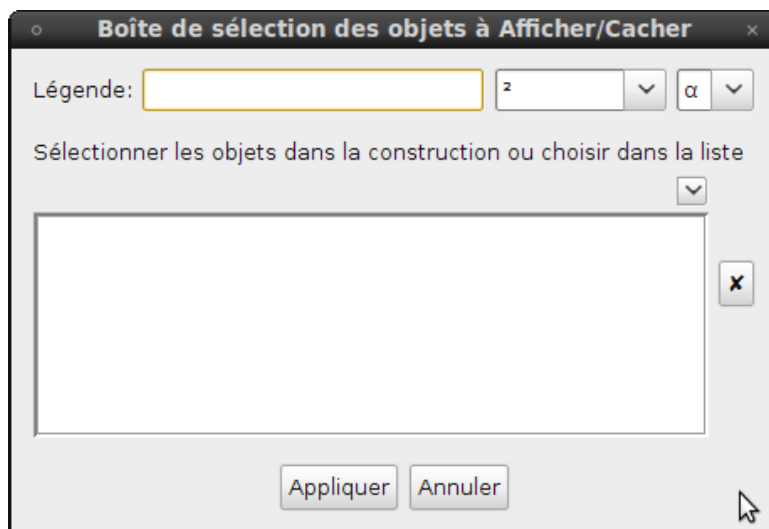 Boîte de sélection des objets à Afficher/Cacher
Légende: ² α
Sélectionner les objets dans la construction ou choisir dans la liste
Appliquer Annuler